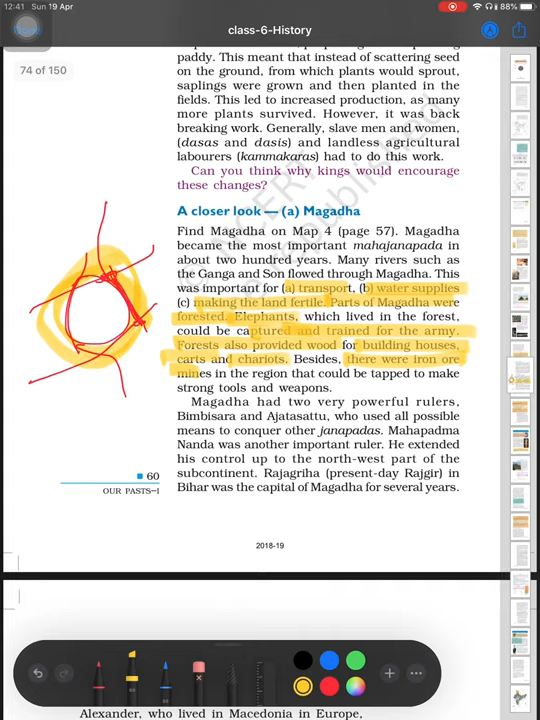 12:41 Sun 19 Apr
88%
Done
class-6-History
74 of 150
paddy. This meant that instead of scattering seed
on the ground, from which plants would sprout,
saplings were grown and then planted in the
fields. This led to increased production, as many
more plants survived. However, it was back
breaking work. Generally, slave men and women,
(dasas and dasis) and landless agricultural
labourers (kammakaras) had to do this work.
Can you think why kings would encourage
these changes?
A closer look — (a) Magadha
Find Magadha on Map 4 (page 57). Magadha
became the most important mahajanapada in
about two hundred years. Many rivers such as
the Ganga and Son flowed through Magadha. This
was important for (a) transport, (b) water supplies
(c) making the land fertile. Parts of Magadha were
forested. Elephants, which lived in the forest,
could be captured and trained for the army.
Forests also provided wood for building houses,
carts and chariots. Besides, there were iron ore
mines in the region that could be tapped to make
strong tools and weapons.
Magadha had two very powerful rulers,
Bimbisara and Ajatasattu, who used all possible
means to conquer other janapadas. Mahapadma
Nanda was another important ruler. He extended
his control up to the north-west part of the
subcontinent. Rajagriha (present-day Rajgir) in
Bihar was the capital of Magadha for several years.
60
OUR PASTS–I
2018-19
Alexander, who lived in Macedonia in Europe,